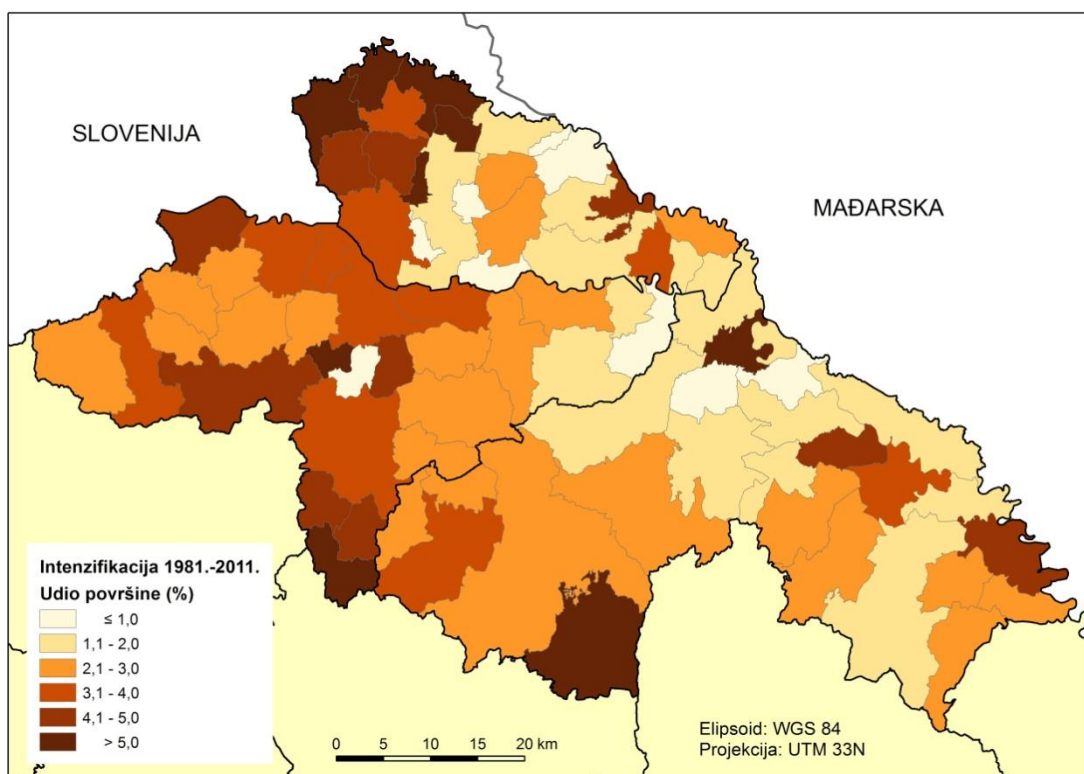 SLOVENIJA
MAĐARSKA
Intenzifikacija 1981.-2011.
Udio površine (%)
≤ 1,0
1,1 - 2,0
2,1 - 3,0
3,1 - 4,0
4,1 - 5,0
> 5,0
0 5 10 15 20 km
Elipsoid: WGS 84
Projekcija: UTM 33N